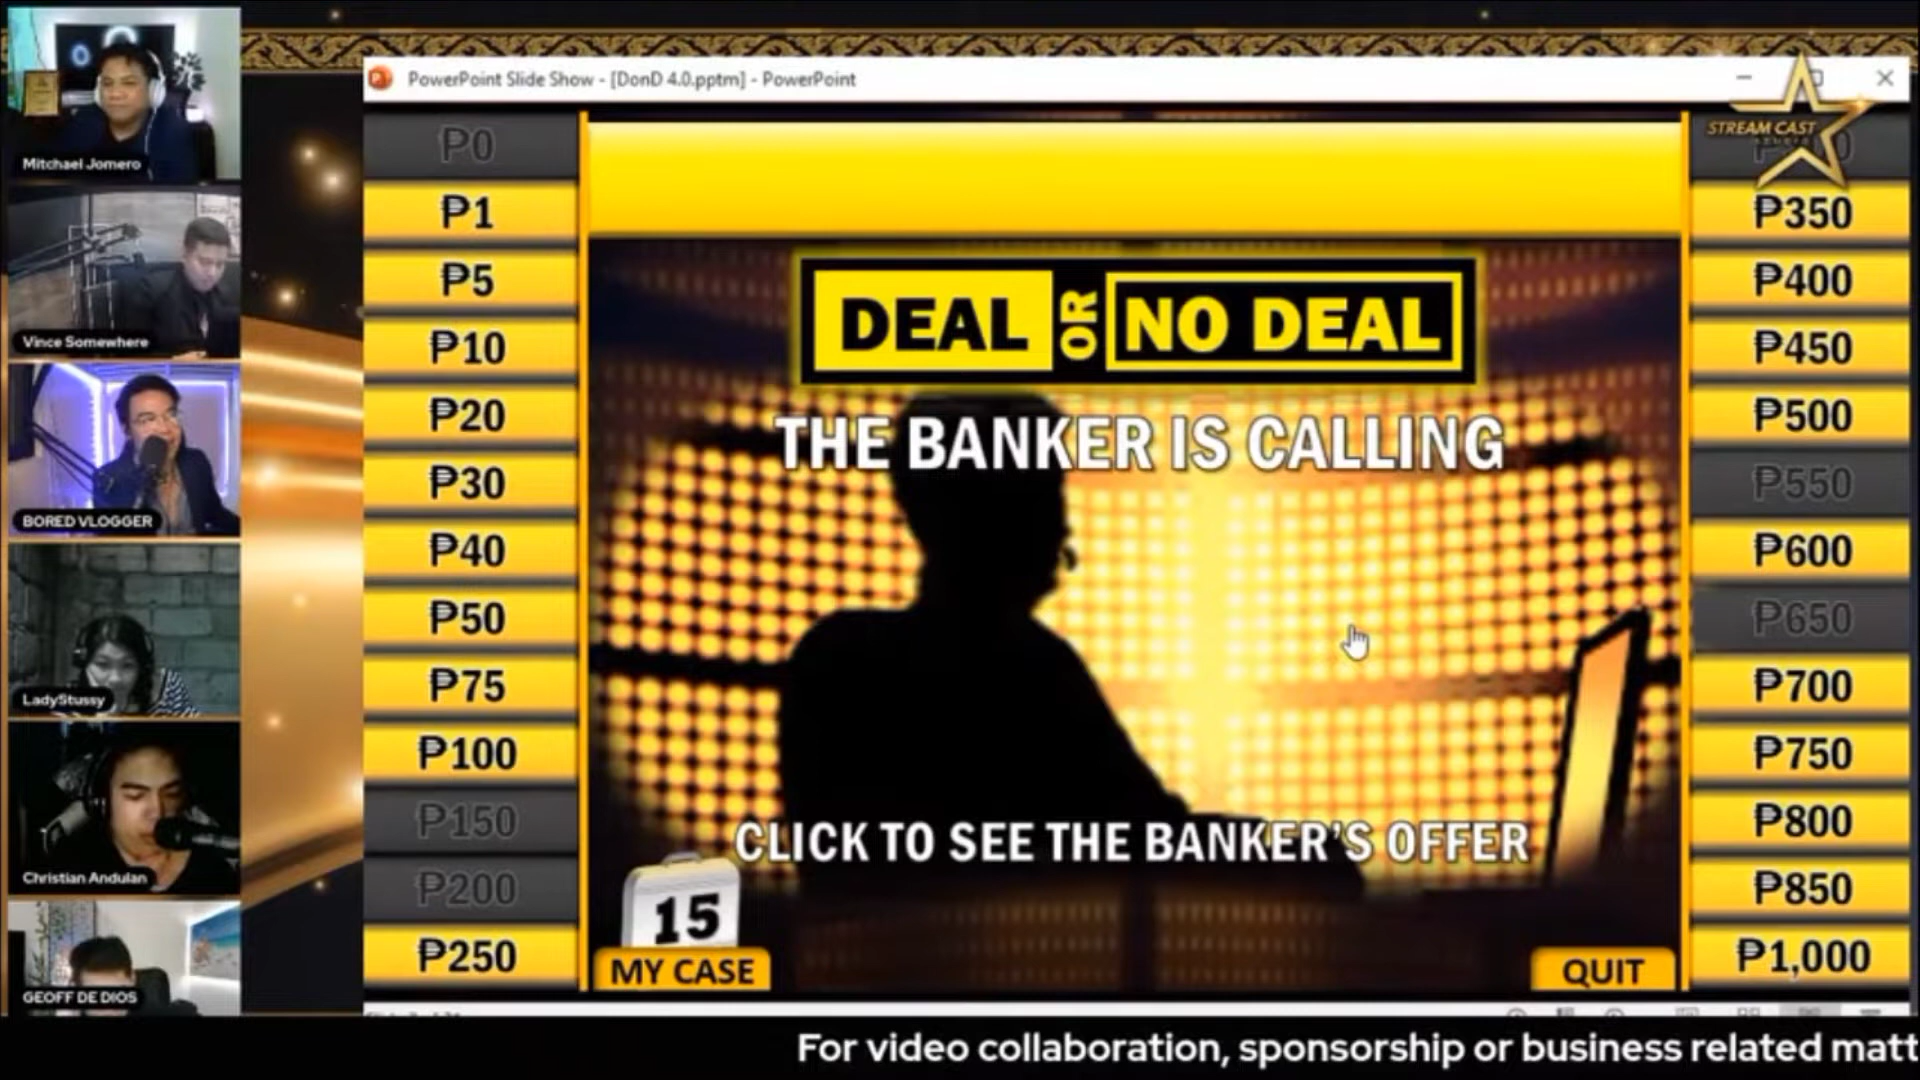 PowerPoint Slide Show - [DonD 4.0.pptm] - PowerPoint
STREAM CAST
Mitchael Jomero
Vince Somewhere
BORED VLOGGER
LadyStussy
Christian Andulan
GEOFF DE DIOS
₱0
₱1
₱5
₱10
₱20
₱30
₱40
₱50
₱75
₱100
₱150
₱200
₱250
DEAL OR NO DEAL
THE BANKER IS CALLING
CLICK TO SEE THE BANKER'S OFFER
15
MY CASE
QUIT
₱350
₱400
₱450
₱500
₱550
₱600
₱650
₱700
₱750
₱800
₱850
₱1,000
For video collaboration, sponsorship or business related matt